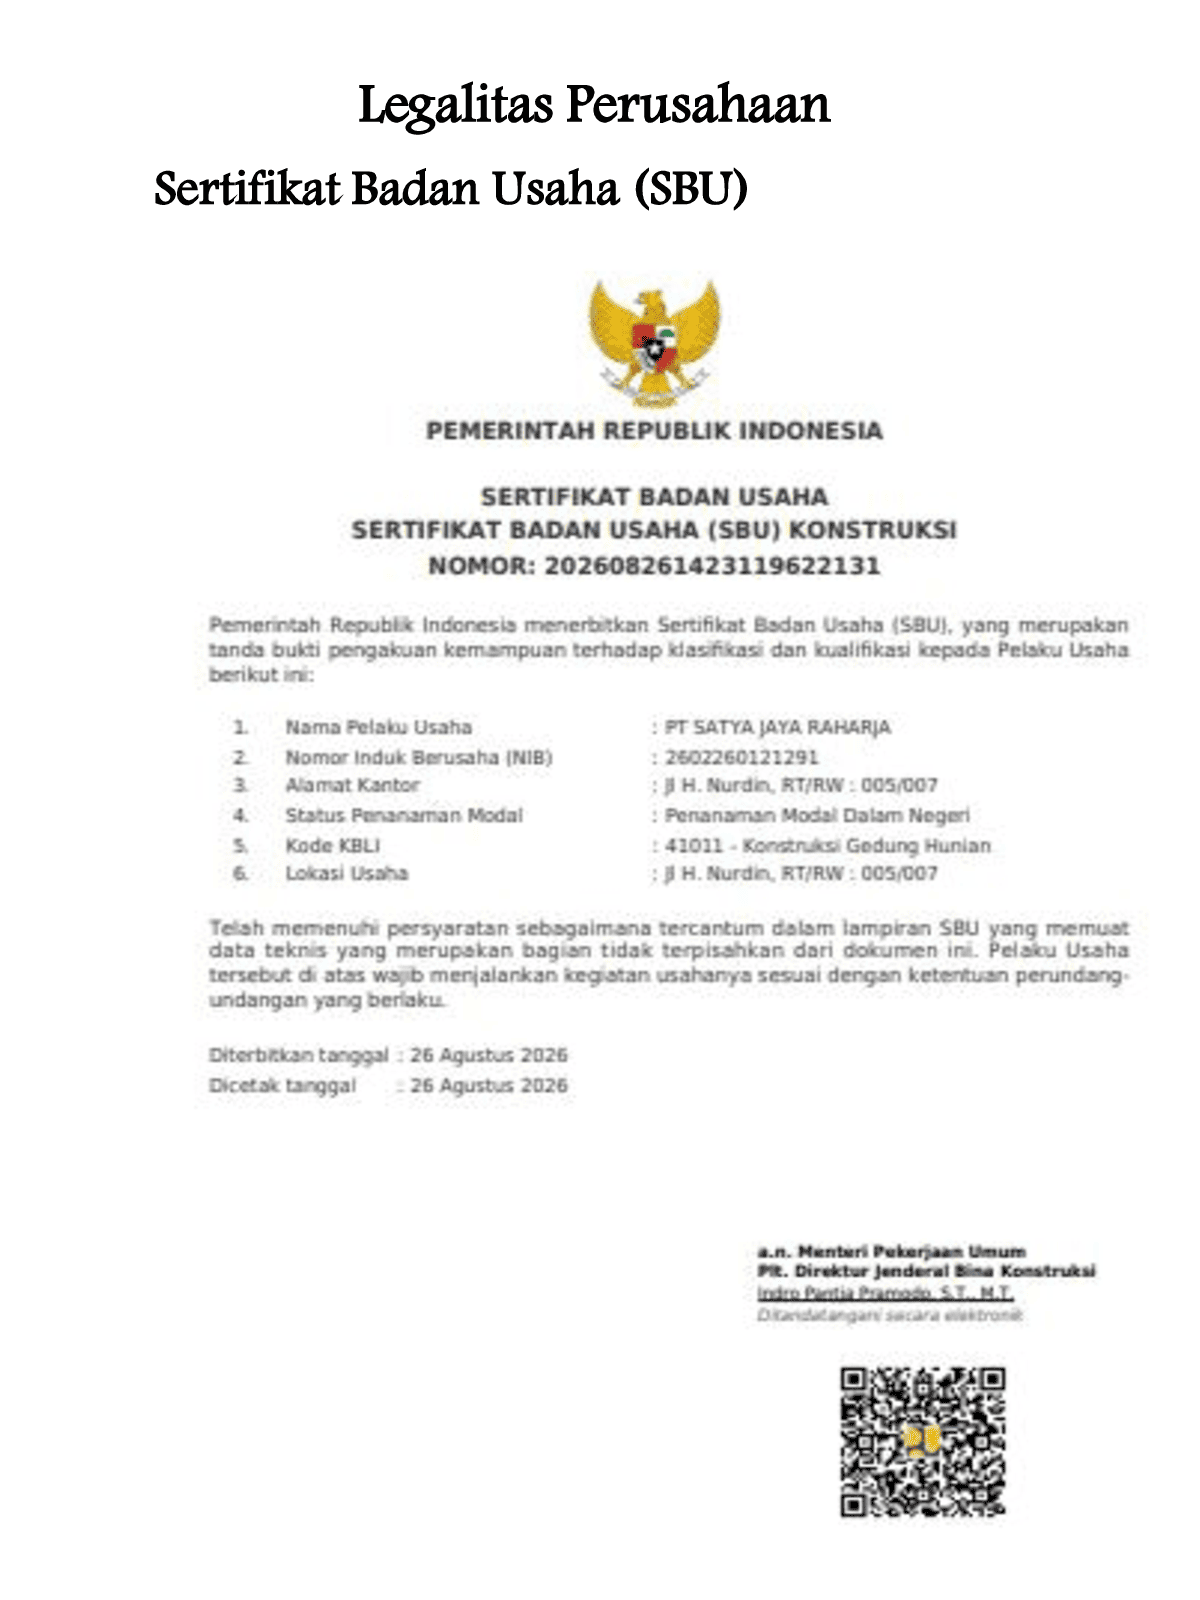 Legalitas Perusahaan
Sertifikat Badan Usaha (SBU)
PEMERINTAH REPUBLIK INDONESIA
SERTIFIKAT BADAN USAHA
SERTIFIKAT BADAN USAHA (SBU) KONSTRUKSI
NOMOR: 202608261423119622131
Pemerintah Republik Indonesia menerbitkan Sertifikat Badan Usaha (SBU), yang merupakan
tanda bukti pengakuan kemampuan terhadap klasifikasi dan kualifikasi kepada Pelaku Usaha
berikut ini:
1. Nama Pelaku Usaha : PT SATYA JAYA RAHARJA
2. Nomor Induk Berusaha (NIB) : 2602260121291
3. Alamat Kantor : Jl H. Nurdin, RT/RW : 005/007
4. Status Penanaman Modal : Penanaman Modal Dalam Negeri
5. Kode KBLI : 41011 - Konstruksi Gedung Hunian
6. Lokasi Usaha : Jl H. Nurdin, RT/RW : 005/007
Telah memenuhi persyaratan sebagaimana tercantum dalam lampiran SBU yang memuat
data teknis yang merupakan bagian tidak terpisahkan dari dokumen ini. Pelaku Usaha
tersebut di atas wajib menjalankan kegiatan usahanya sesuai dengan ketentuan perundang-
undangan yang berlaku.
Diterbitkan tanggal : 26 Agustus 2026
Dicetak tanggal : 26 Agustus 2026
a.n. Menteri Pekerjaan Umum
Plt. Direktur Jenderal Bina Konstruksi
Indro Pantja Pramodo, S.T., M.T.
Ditandatangani secara elektronik